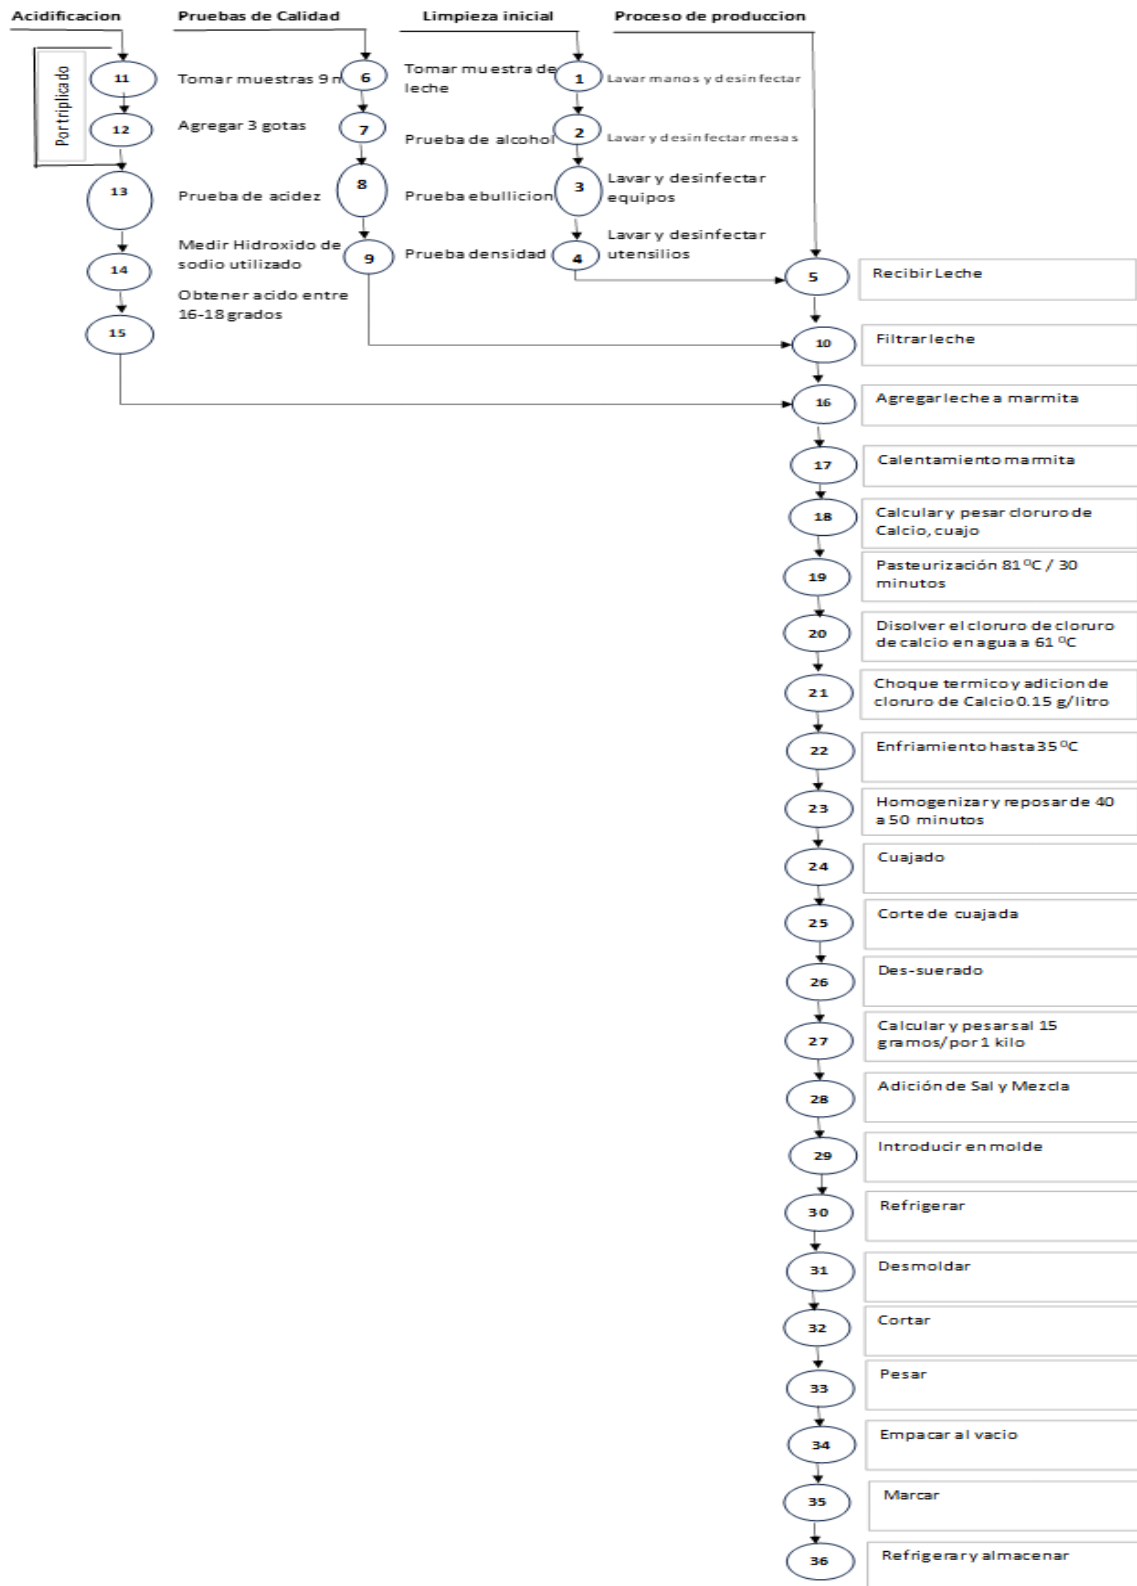 Acidificacion
Pruebas de Calidad
Limpieza inicial
Proceso de produccion
Por triplicado
11
Tomar muestras 9
6
Tomar muestra de
leche
1
Lavar manos y desinfectar
12
Agregar 3 gotas
7
Prueba de alcohol
2
Lavar y desinfectar mesas
13
Prueba de acidez
8
Prueba ebullicion
3
Lavar y desinfectar
equipos
14
Medir Hidroxido de
sodio utilizado
9
Prueba densidad
4
Lavar y desinfectar
utensilios
15
Obtener acido entre
16-18 grados
5
Recibir Leche
10
Filtrar leche
16
Agregar leche a marmita
17
Calentamiento marmita
18
Calcular y pesar cloruro de
Calcio, cuajo
19
Pasteurización 81 ºC / 30
minutos
20
Disolver el cloruro de cloruro
de calcio en agua a 61 ºC
21
Choque termico y adicion de
cloruro de Calcio 0.15 g/litro
22
Enfriamiento hasta 35 ºC
23
Homogenizar y reposar de 40
a 50 minutos
24
Cuajado
25
Corte de cuajada
26
Des-suerado
27
Calcular y pesar sal 15
gramos/por 1 kilo
28
Adición de Sal y Mezcla
29
Introducir en molde
30
Refrigerar
31
Desmoldar
32
Cortar
33
Pesar
34
Empacar al vacio
35
Marcar
36
Refrigerar y almacenar